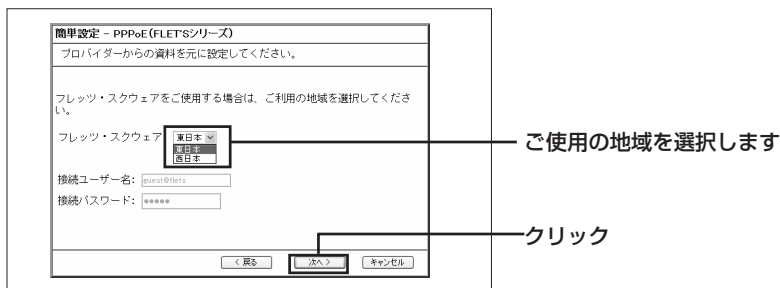 簡単設定 - PPPoE(FLET'Sシリーズ)
プロバイダーからの資料を元に設定してください。
フレッツ・スクウェアをご使用する場合は、ご利用の地域を選択してくださ
い。
フレッツ・スクウェア 東日本
東日本
西日本
ご使用の地域を選択します
接続ユーザー名: guest@flets
接続パスワード: *****
クリック
< 戻る 次へ > キャンセル